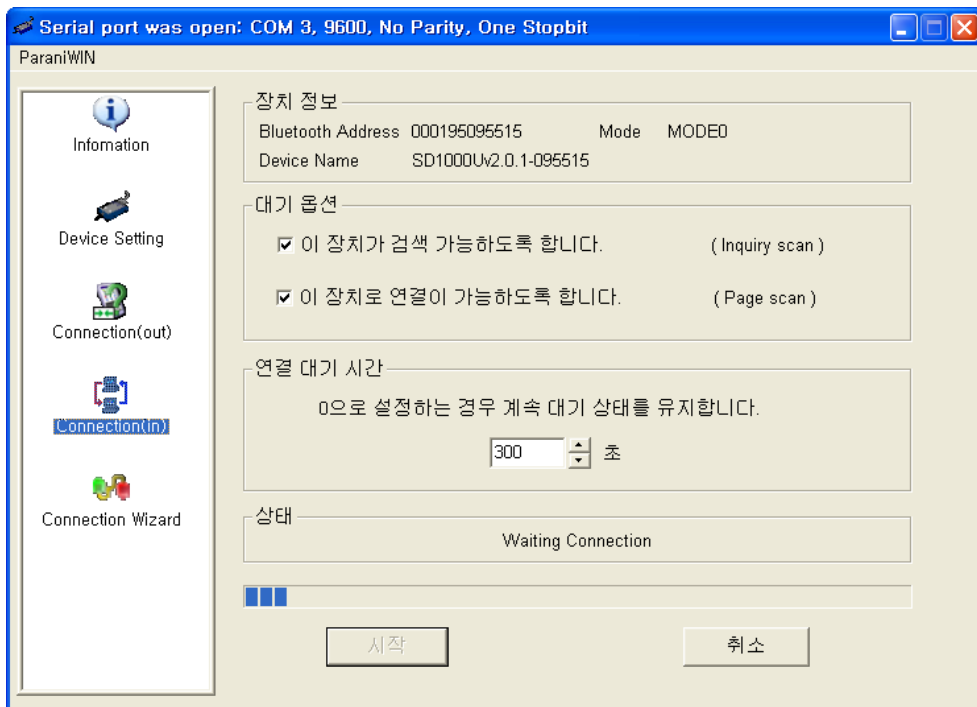 Serial port was open: COM 3, 9600, No Parity, One Stopbit
ParaniWIN
Infomation
Device Setting
Connection(out)
Connection(in)
Connection Wizard
장치 정보
Bluetooth Address 000195095515 Mode MODE0
Device Name SD1000Uv2.0.1-095515
대기 옵션
이 장치가 검색 가능하도록 합니다. ( Inquiry scan )
이 장치로 연결이 가능하도록 합니다. ( Page scan )
연결 대기 시간
0으로 설정하는 경우 계속 대기 상태를 유지합니다.
300 초
상태
Waiting Connection
시작 취소